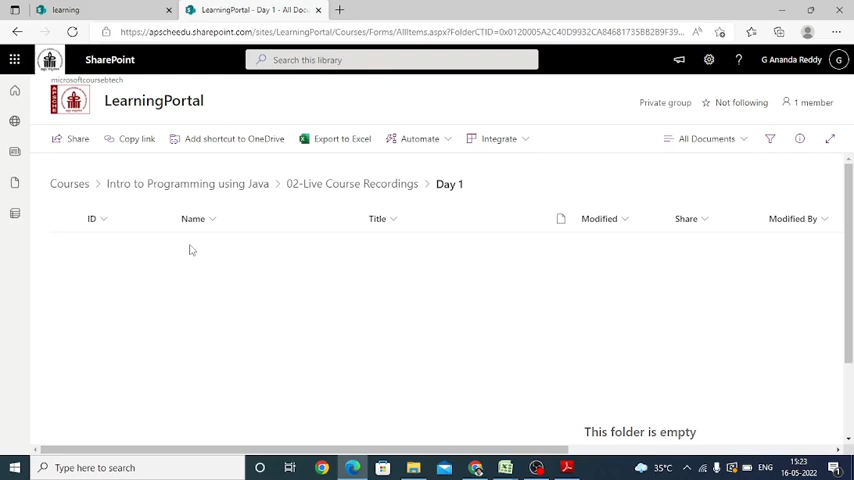 learning
LearningPortal - Day 1 - All Docu
https://apscheedu.sharepoint.com/sites/LearningPortal/Courses/Forms/AllItems.aspx?FolderCTID=0x0120005A2C40D9932CA84681735BB2B9F39...
SharePoint
Search this library
G Ananda Reddy
G
microsoftcoursebtech
LearningPortal
Private group
Not following
1 member
Share
Copy link
Add shortcut to OneDrive
Export to Excel
Automate
Integrate
All Documents
Courses > Intro to Programming using Java > 02-Live Course Recordings > Day 1
ID
Name
Title
Modified
Share
Modified By
This folder is empty
Type here to search
35°C
ENG
15:23
16-05-2022